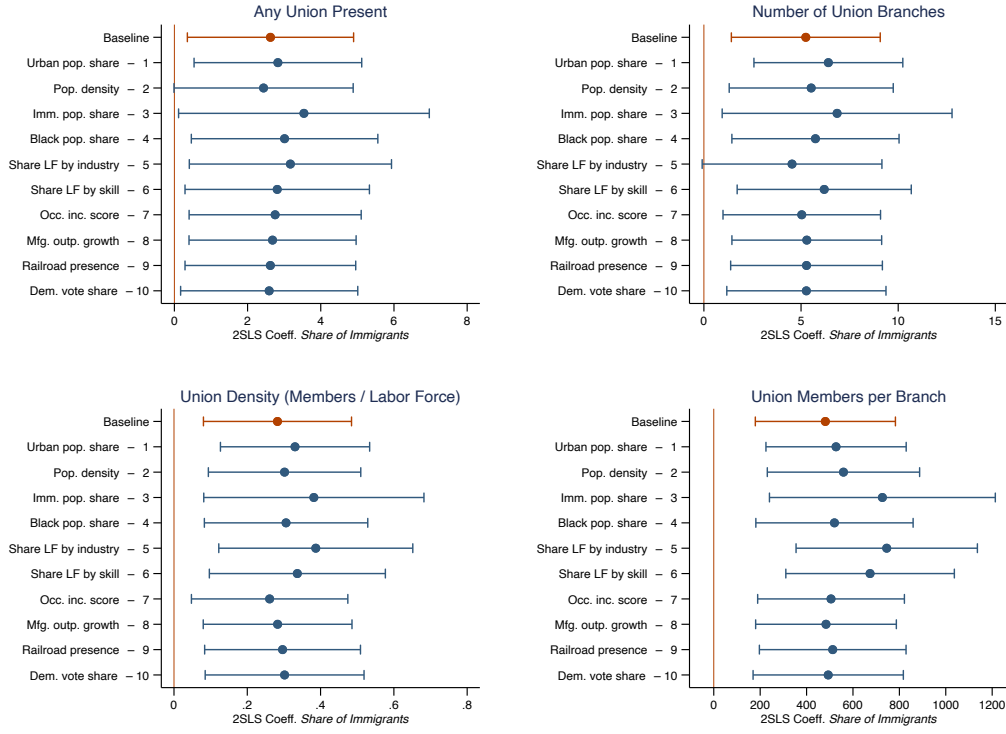 Any Union Present
Baseline
Urban pop. share – 1
Pop. density – 2
Imm. pop. share – 3
Black pop. share – 4
Share LF by industry – 5
Share LF by skill – 6
Occ. inc. score – 7
Mfg. outp. growth – 8
Railroad presence – 9
Dem. vote share – 10
0 2 4 6 8
2SLS Coeff. Share of Immigrants
Number of Union Branches
Baseline
Urban pop. share – 1
Pop. density – 2
Imm. pop. share – 3
Black pop. share – 4
Share LF by industry – 5
Share LF by skill – 6
Occ. inc. score – 7
Mfg. outp. growth – 8
Railroad presence – 9
Dem. vote share – 10
0 5 10 15
2SLS Coeff. Share of Immigrants
Union Density (Members / Labor Force)
Baseline
Urban pop. share – 1
Pop. density – 2
Imm. pop. share – 3
Black pop. share – 4
Share LF by industry – 5
Share LF by skill – 6
Occ. inc. score – 7
Mfg. outp. growth – 8
Railroad presence – 9
Dem. vote share – 10
0 .2 .4 .6 .8
2SLS Coeff. Share of Immigrants
Union Members per Branch
Baseline
Urban pop. share – 1
Pop. density – 2
Imm. pop. share – 3
Black pop. share – 4
Share LF by industry – 5
Share LF by skill – 6
Occ. inc. score – 7
Mfg. outp. growth – 8
Railroad presence – 9
Dem. vote share – 10
0 200 400 600 800 1000 1200
2SLS Coeff. Share of Immigrants